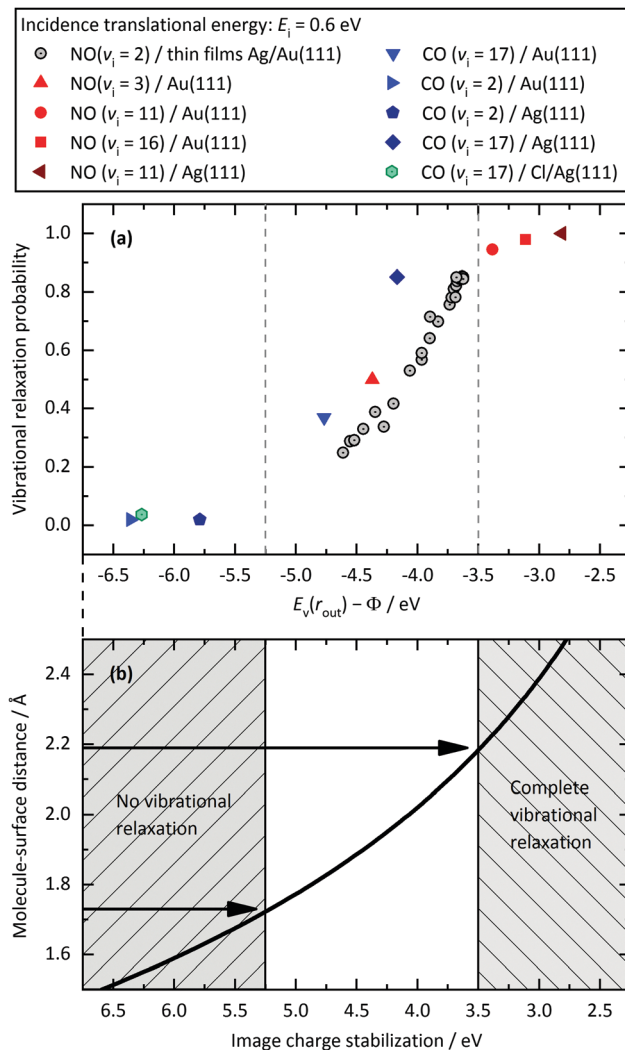 Incidence translational energy: Eᵢ = 0.6 eV
NO(vᵢ = 2) / thin films Ag/Au(111)
NO(vᵢ = 3) / Au(111)
NO (vᵢ = 11) / Au(111)
NO (vᵢ = 16) / Au(111)
NO (vᵢ = 11) / Ag(111)
CO (vᵢ = 17) / Au(111)
CO (vᵢ = 2) / Au(111)
CO (vᵢ = 2) / Ag(111)
CO (vᵢ = 17) / Ag(111)
CO (vᵢ = 17) / Cl/Ag(111)
(a)
Vibrational relaxation probability
1.0
0.8
0.6
0.4
0.2
0.0
-6.5 -6.0 -5.5 -5.0 -4.5 -4.0 -3.5 -3.0 -2.5
Eᵥ(rₒᵤₜ) – Φ / eV
(b)
Molecule-surface distance / Å
2.4
2.2
2.0
1.8
1.6
No vibrational
relaxation
Complete
vibrational
relaxation
6.5 6.0 5.5 5.0 4.5 4.0 3.5 3.0 2.5
Image charge stabilization / eV